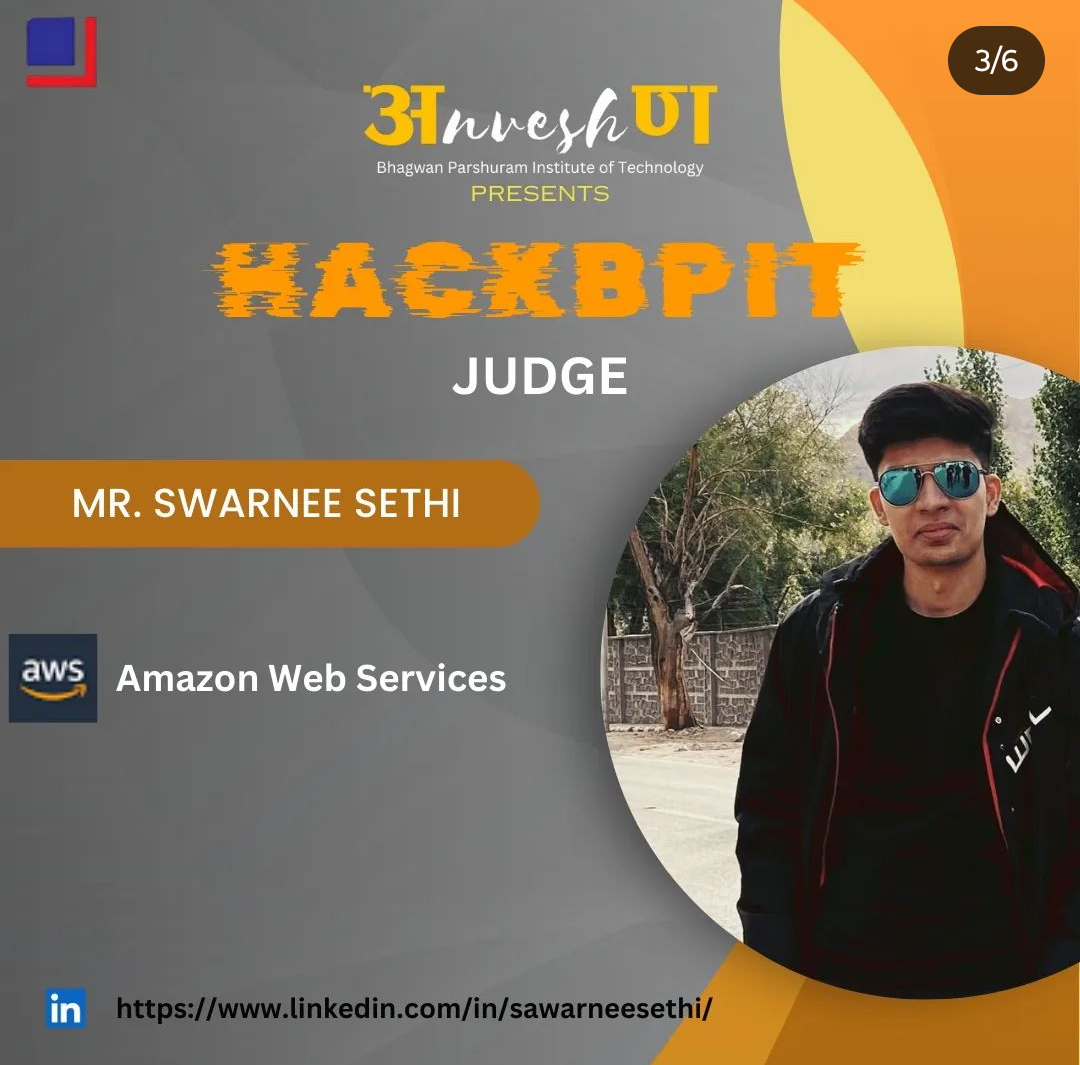 3/6
अnveshण
Bhagwan Parshuram Institute of Technology
PRESENTS
HACKBPIT
JUDGE
MR. SWARNEE SETHI
aws
Amazon Web Services
in
https://www.linkedin.com/in/sawarneesethi/